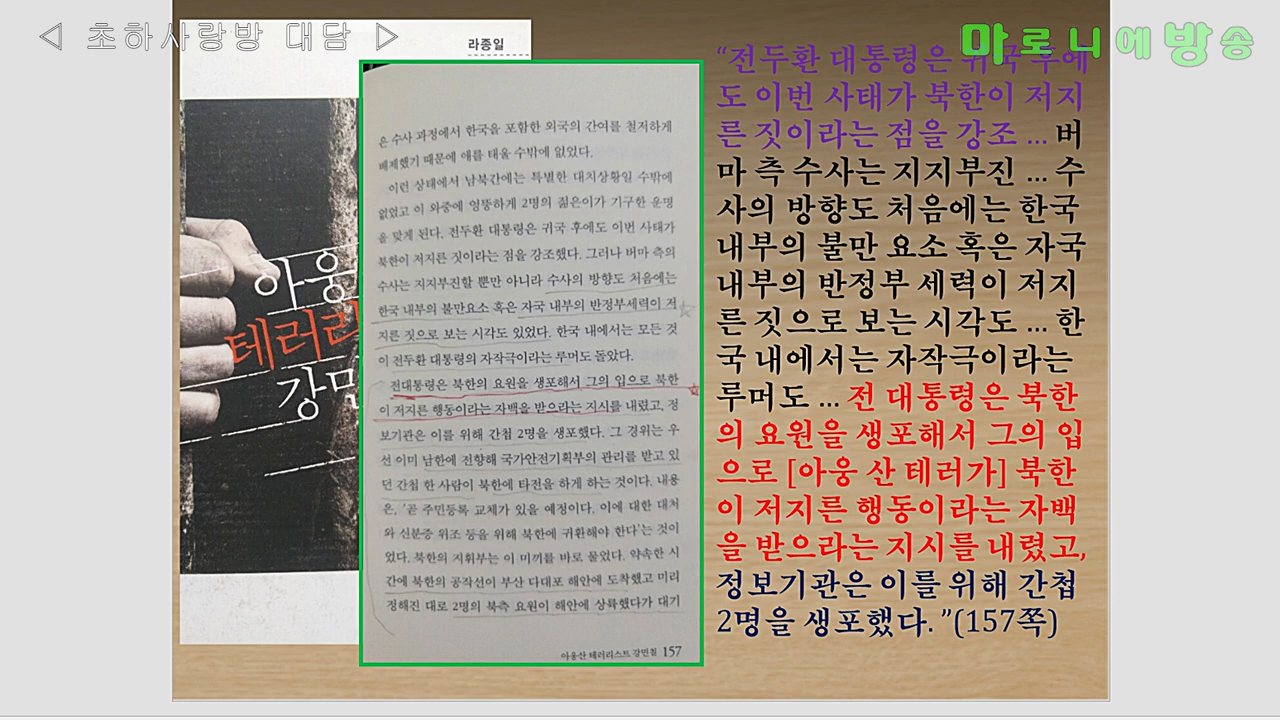 ◁ 초하사랑방 대담 ▷
마로니에방송
라종일
아웅
테러리
강민
은 수사 과정에서 한국을 포함한 외국의 간여를 철저하게
배제했기 때문에 애를 태울 수밖에 없었다.
이런 상태에서 남북간에는 특별한 대치상황일 수밖에
없었고 이 와중에 엉뚱하게 2명의 젊은이가 기구한 운명
을 맞게 된다. 전두환 대통령은 귀국 후에도 이번 사태가
북한이 저지른 짓이라는 점을 강조했다. 그러나 버마 측의
수사는 지지부진할 뿐만 아니라 수사의 방향도 처음에는
한국 내부의 불만요소 혹은 자국 내부의 반정부세력이 저
지른 짓으로 보는 시각도 있었다. 한국 내에서는 모든 것
이 전두환 대통령의 자작극이라는 루머도 돌았다.
전대통령은 북한의 요원을 생포해서 그의 입으로 북한
이 저지른 행동이라는 자백을 받으라는 지시를 내렸고, 정
보기관은 이를 위해 간첩 2명을 생포했다. 그 경위는 우
선 이미 남한에 전향해 국가안전기획부의 관리를 받고 있
던 간첩 한 사람이 북한에 타전을 하게 하는 것이다. 내용
은, '곧 주민등록 교체가 있을 예정이다. 이에 대한 대처
와 신분증 위조 등을 위해 북한에 귀환해야 한다'는 것이
었다. 북한의 지휘부는 이 미끼를 바로 물었다. 약속한 시
간에 북한의 공작선이 부산 다대포 해안에 도착했고 미리
정해진 대로 2명의 북측 요원이 해안에 상륙했다가 대기
아웅산 테러리스트 강민철 157
“전두환 대통령은 귀국 후에
도 이번 사태가 북한이 저지
른 짓이라는 점을 강조 ... 버
마 측 수사는 지지부진 ... 수
사의 방향도 처음에는 한국
내부의 불만 요소 혹은 자국
내부의 반정부 세력이 저지
른 짓으로 보는 시각도 ... 한
국 내에서는 자작극이라는
루머도 ... 전 대통령은 북한
의 요원을 생포해서 그의 입
으로 [아웅 산 테러가] 북한
이 저지른 행동이라는 자백
을 받으라는 지시를 내렸고,
정보기관은 이를 위해 간첩
2명을 생포했다. ”(157쪽)